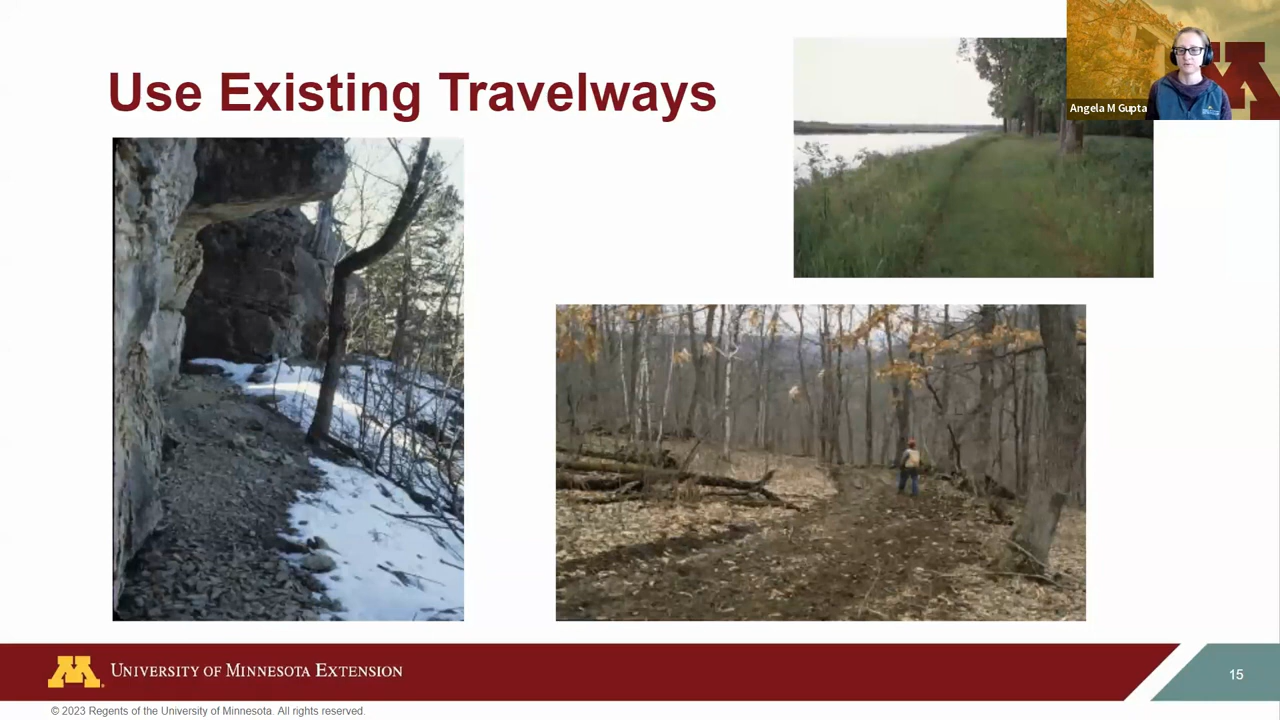 Use Existing Travelways
Angela M Gupta
M
UNIVERSITY OF MINNESOTA EXTENSION
15
© 2023 Regents of the University of Minnesota. All rights reserved.